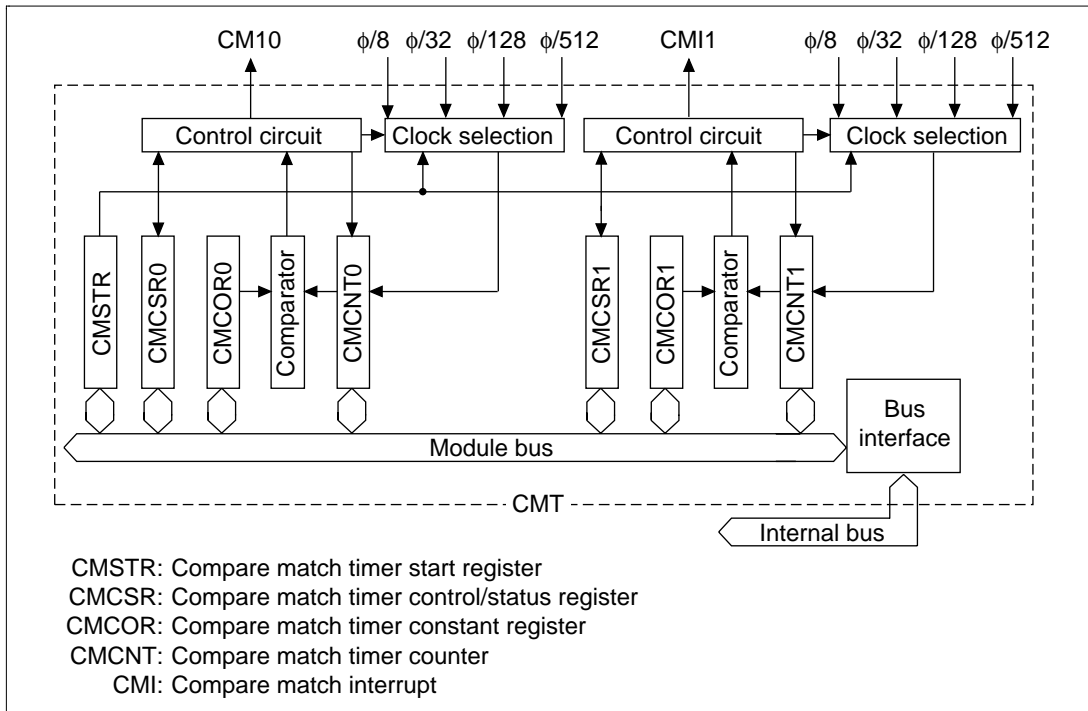 CM10 φ/8 φ/32 φ/128 φ/512 CMI1 φ/8 φ/32 φ/128 φ/512
Control circuit Clock selection Control circuit Clock selection
CMSTR CMCSR0 CMCOR0 Comparator CMCNT0 CMCSR1 CMCOR1 Comparator CMCNT1
Bus
interface
Module bus
CMT
Internal bus
CMSTR: Compare match timer start register
CMCSR: Compare match timer control/status register
CMCOR: Compare match timer constant register
CMCNT: Compare match timer counter
CMI: Compare match interrupt